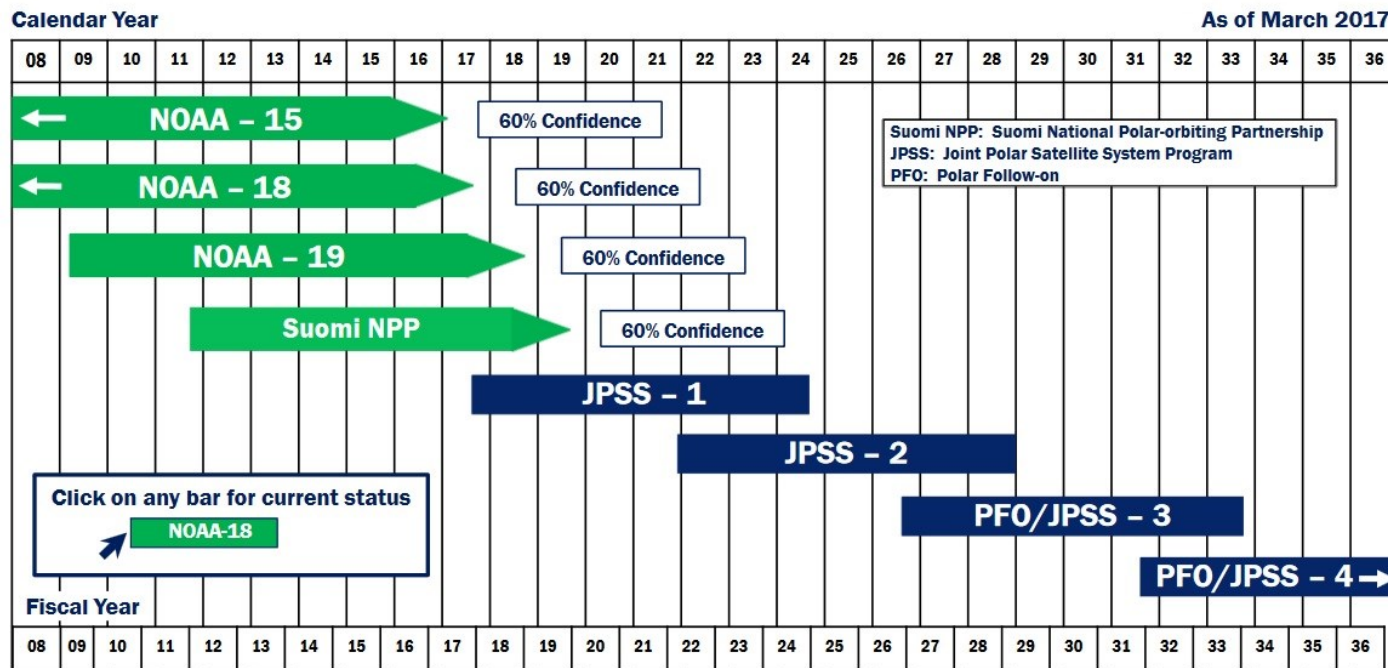 Calendar Year As of March 2017
08 09 10 11 12 13 14 15 16 17 18 19 20 21 22 23 24 25 26 27 28 29 30 31 32 33 34 35 36
NOAA – 15 60% Confidence
Suomi NPP: Suomi National Polar-orbiting Partnership
JPSS: Joint Polar Satellite System Program
PFO: Polar Follow-on
NOAA – 18 60% Confidence
NOAA – 19 60% Confidence
Suomi NPP 60% Confidence
JPSS – 1
JPSS – 2
Click on any bar for current status
NOAA-18
PFO/JPSS – 3
PFO/JPSS – 4
Fiscal Year
08 09 10 11 12 13 14 15 16 17 18 19 20 21 22 23 24 25 26 27 28 29 30 31 32 33 34 35 36